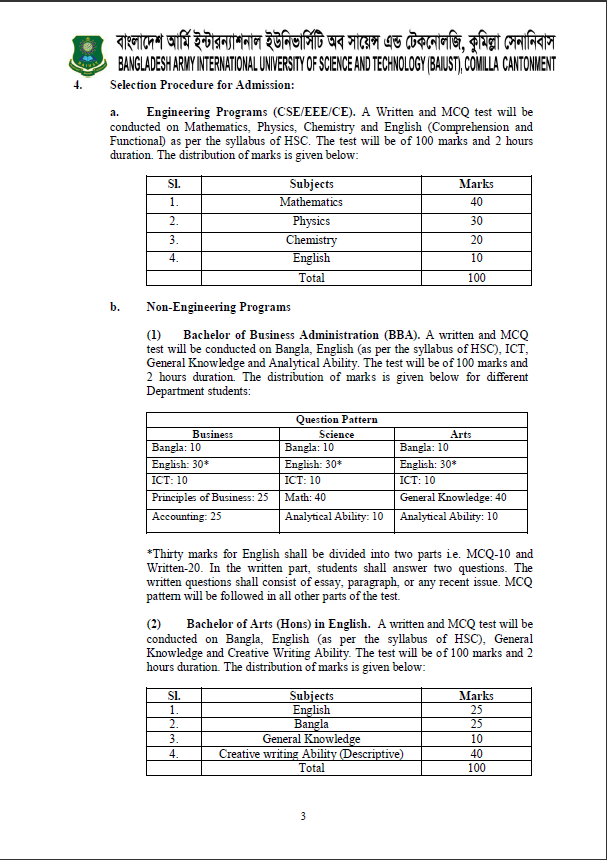 বাংলাদেশ আর্মি ইন্টারন্যাশনাল ইউনিভার্সিটি অব সায়েন্স এন্ড টেকনোলজি, কুমিল্লা সেনানিবাস
BANGLADESH ARMY INTERNATIONAL UNIVERSITY OF SCIENCE AND TECHNOLOGY (BAIUST), COMILLA CANTONMENT
4. Selection Procedure for Admission:
a. Engineering Programs (CSE/EEE/CE). A Written and MCQ test will be
conducted on Mathematics, Physics, Chemistry and English (Comprehension and
Functional) as per the syllabus of HSC. The test will be of 100 marks and 2 hours
duration. The distribution of marks is given below:
Sl. Subjects Marks
1. Mathematics 40
2. Physics 30
3. Chemistry 20
4. English 10
Total 100
b. Non-Engineering Programs
(1) Bachelor of Business Administration (BBA). A written and MCQ
test will be conducted on Bangla, English (as per the syllabus of HSC), ICT,
General Knowledge and Analytical Ability. The test will be of 100 marks and
2 hours duration. The distribution of marks is given below for different
Department students:
Question Pattern
Business Science Arts
Bangla: 10 Bangla: 10 Bangla: 10
English: 30* English: 30* English: 30*
ICT: 10 ICT: 10 ICT: 10
Principles of Business: 25 Math: 40 General Knowledge: 40
Accounting: 25 Analytical Ability: 10 Analytical Ability: 10
*Thirty marks for English shall be divided into two parts i.e. MCQ-10 and
Written-20. In the written part, students shall answer two questions. The
written questions shall consist of essay, paragraph, or any recent issue. MCQ
pattern will be followed in all other parts of the test.
(2) Bachelor of Arts (Hons) in English. A written and MCQ test will be
conducted on Bangla, English (as per the syllabus of HSC), General
Knowledge and Creative Writing Ability. The test will be of 100 marks and 2
hours duration. The distribution of marks is given below:
Sl. Subjects Marks
1. English 25
2. Bangla 25
3. General Knowledge 10
4. Creative writing Ability (Descriptive) 40
Total 100
3